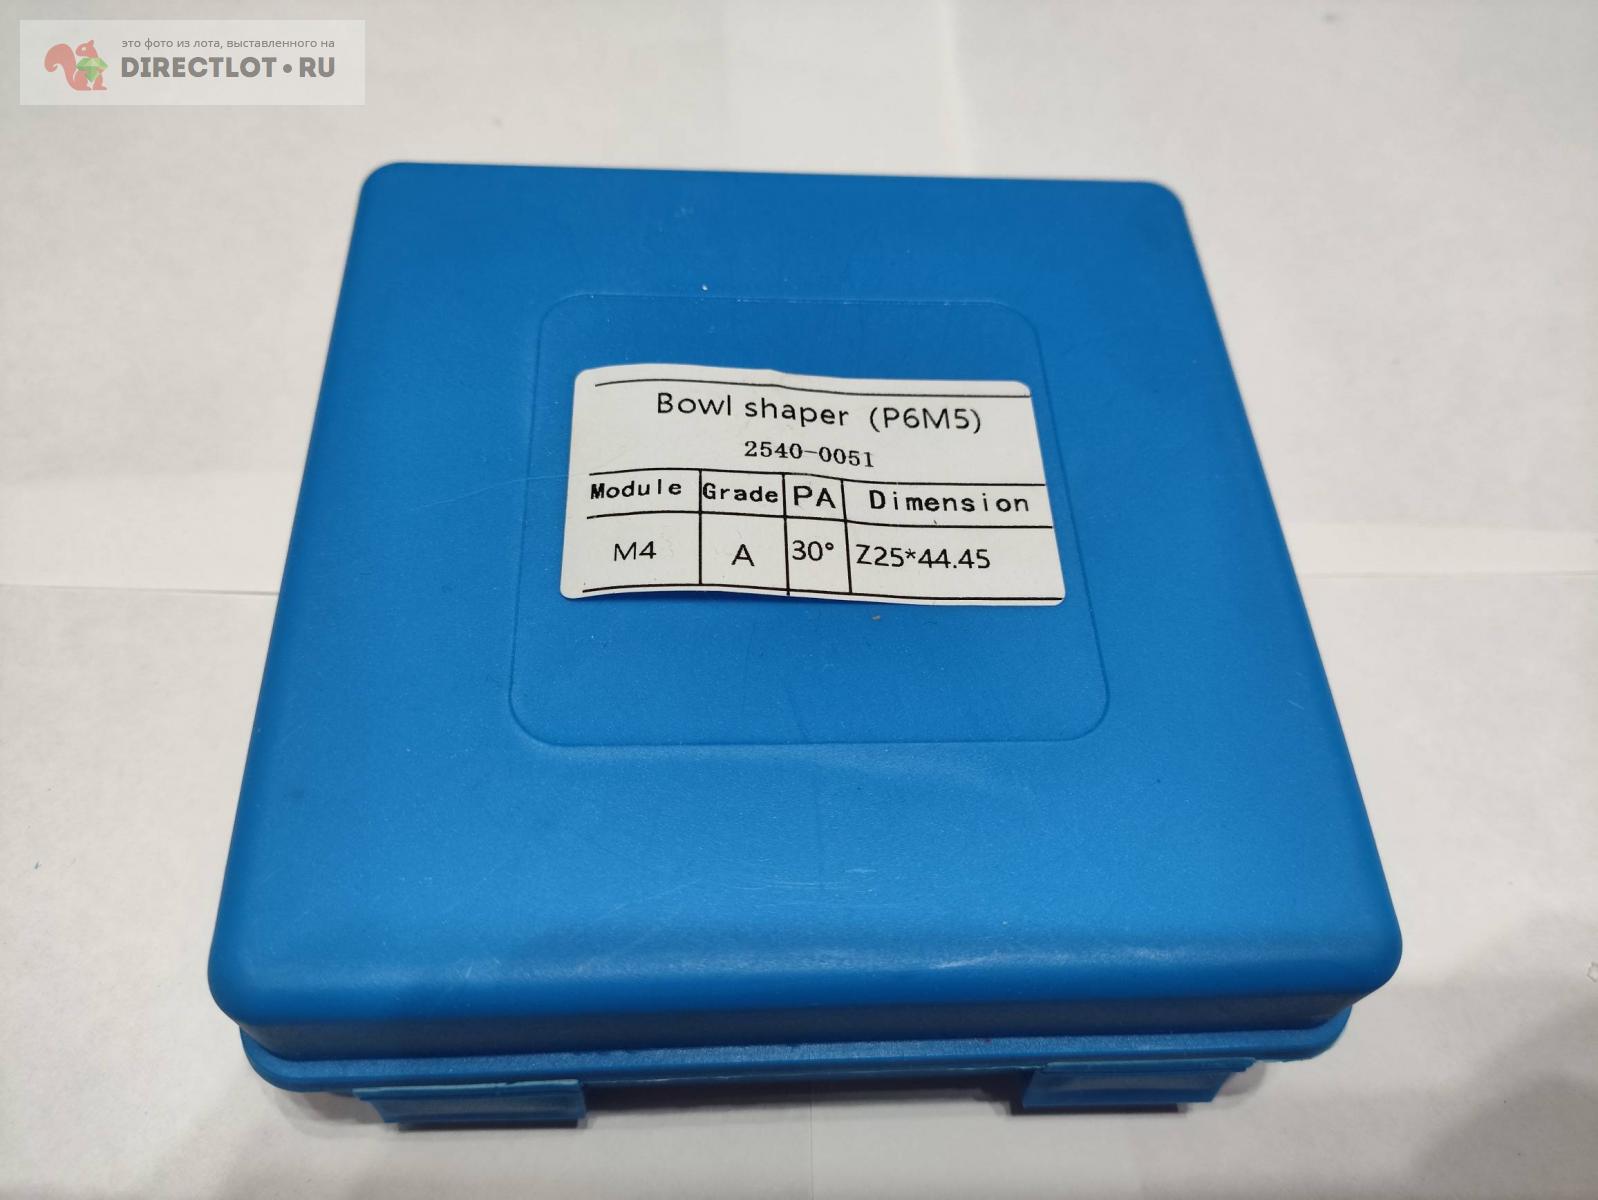 это фото из лота, выставленного на
DIRECTLOT•RU
Bowl shaper (P6M5)
2540-0051
Module Grade PA Dimension
M4 A 30° Z25*44.45